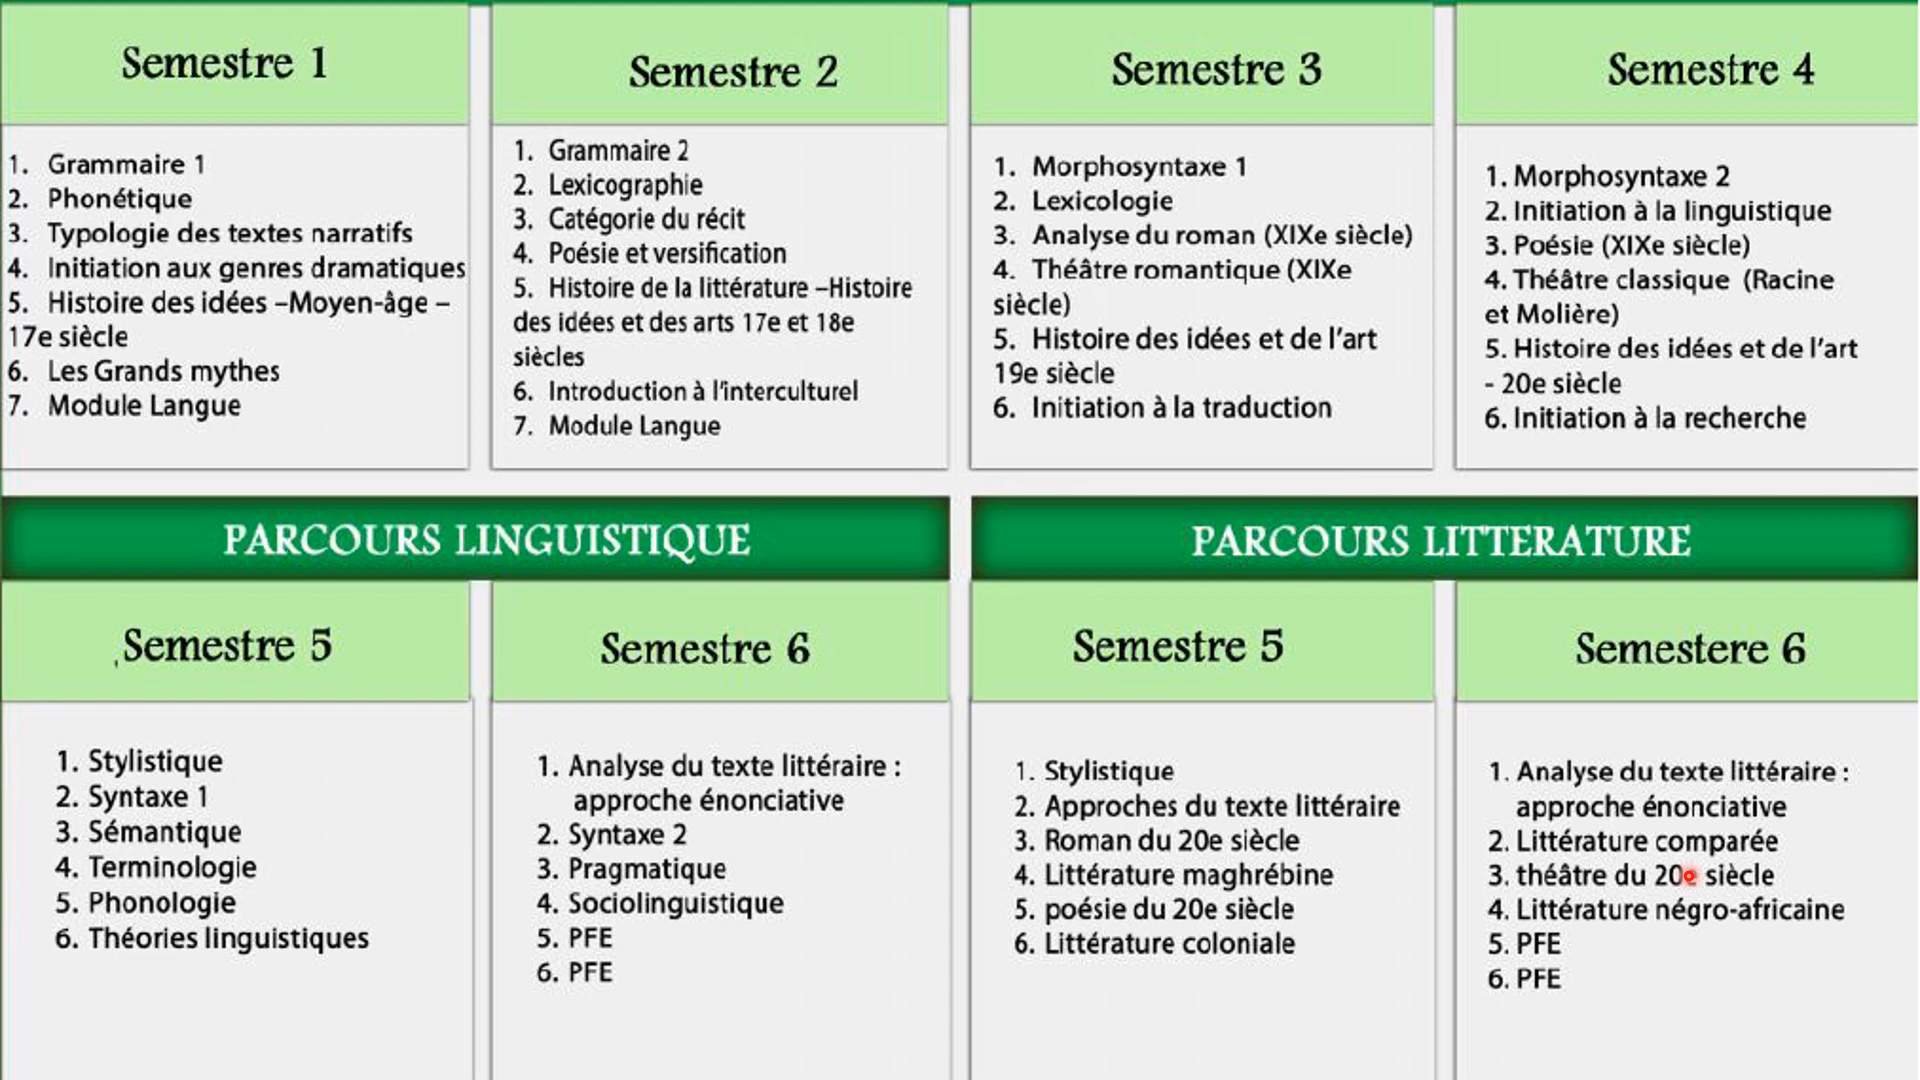 Semestre 1
1. Grammaire 1
2. Phonétique
3. Typologie des textes narratifs
4. Initiation aux genres dramatiques
5. Histoire des idées –Moyen-âge –
17e siècle
6. Les Grands mythes
7. Module Langue
Semestre 2
1. Grammaire 2
2. Lexicographie
3. Catégorie du récit
4. Poésie et versification
5. Histoire de la littérature –Histoire
des idées et des arts 17e et 18e
siècles
6. Introduction à l'interculturel
7. Module Langue
Semestre 3
1. Morphosyntaxe 1
2. Lexicologie
3. Analyse du roman (XIXe siècle)
4. Théâtre romantique (XIXe
siècle)
5. Histoire des idées et de l'art
19e siècle
6. Initiation à la traduction
Semestre 4
1. Morphosyntaxe 2
2. Initiation à la linguistique
3. Poésie (XIXe siècle)
4. Théâtre classique (Racine
et Molière)
5. Histoire des idées et de l'art
- 20e siècle
6. Initiation à la recherche
PARCOURS LINGUISTIQUE
Semestre 5
1. Stylistique
2. Syntaxe 1
3. Sémantique
4. Terminologie
5. Phonologie
6. Théories linguistiques
Semestre 6
1. Analyse du texte littéraire :
approche énonciative
2. Syntaxe 2
3. Pragmatique
4. Sociolinguistique
5. PFE
6. PFE
PARCOURS LITTERATURE
Semestre 5
1. Stylistique
2. Approches du texte littéraire
3. Roman du 20e siècle
4. Littérature maghrébine
5. poésie du 20e siècle
6. Littérature coloniale
Semestere 6
1. Analyse du texte littéraire :
approche énonciative
2. Littérature comparée
3. théâtre du 20e siècle
4. Littérature négro-africaine
5. PFE
6. PFE